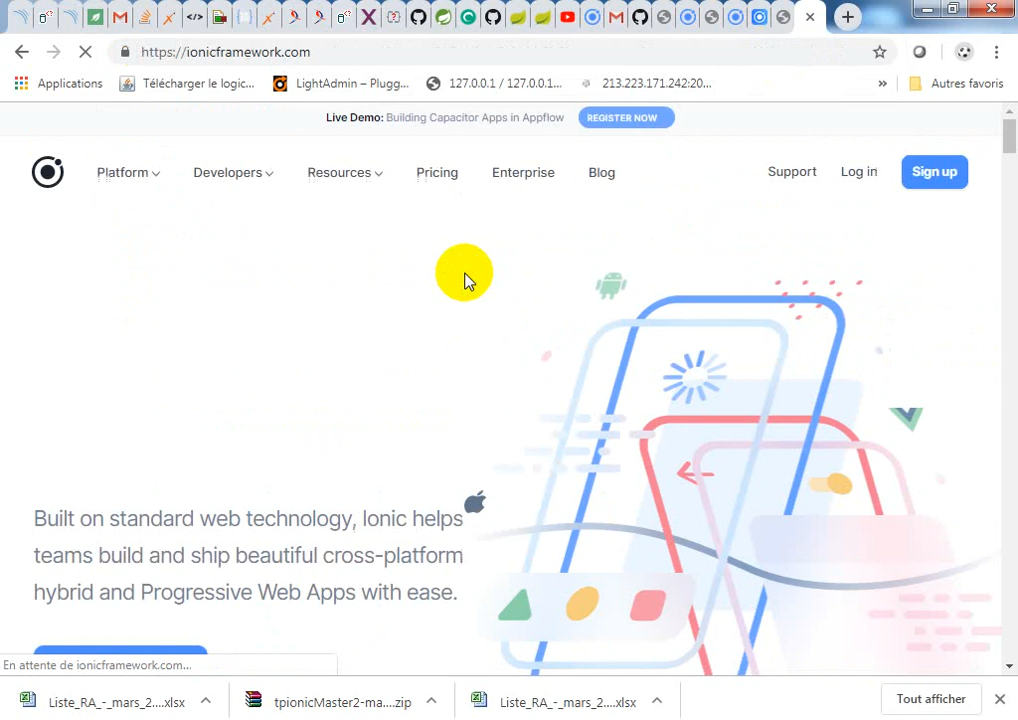 https://ionicframework.com
Applications
Télécharger le logic...
LightAdmin – Plugg...
127.0.0.1 / 127.0.0.1...
213.223.171.242:20...
»
Autres favoris
Live Demo: Building Capacitor Apps in Appflow
REGISTER NOW
Platform
Developers
Resources
Pricing
Enterprise
Blog
Support
Log in
Sign up
Built on standard web technology, Ionic helps
teams build and ship beautiful cross-platform
hybrid and Progressive Web Apps with ease.
En attente de ionicframework.com...
Liste_RA_-_mars_2....xlsx
tpionicMaster2-ma....zip
Liste_RA_-_mars_2....xlsx
Tout afficher